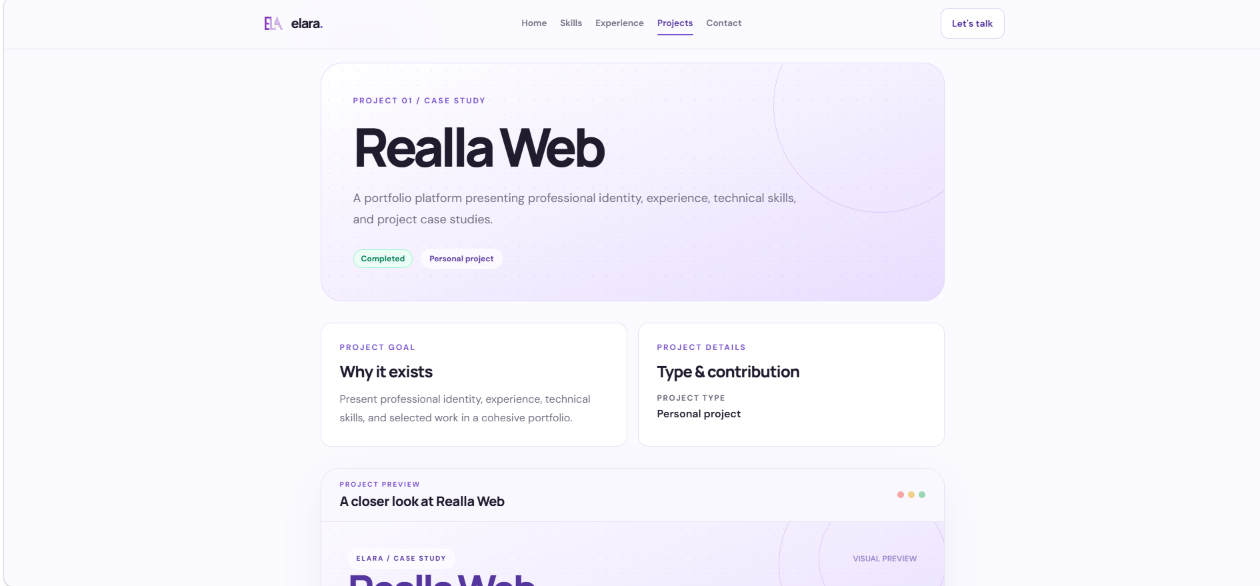 ELA elara.
Home Skills Experience Projects Contact
Let's talk
PROJECT 01 / CASE STUDY
Realla Web
A portfolio platform presenting professional identity, experience, technical skills,
and project case studies.
Completed Personal project
PROJECT GOAL
Why it exists
Present professional identity, experience, technical
skills, and selected work in a cohesive portfolio.
PROJECT DETAILS
Type & contribution
PROJECT TYPE
Personal project
PROJECT PREVIEW
A closer look at Realla Web
ELARA / CASE STUDY
VISUAL PREVIEW
Realla Web